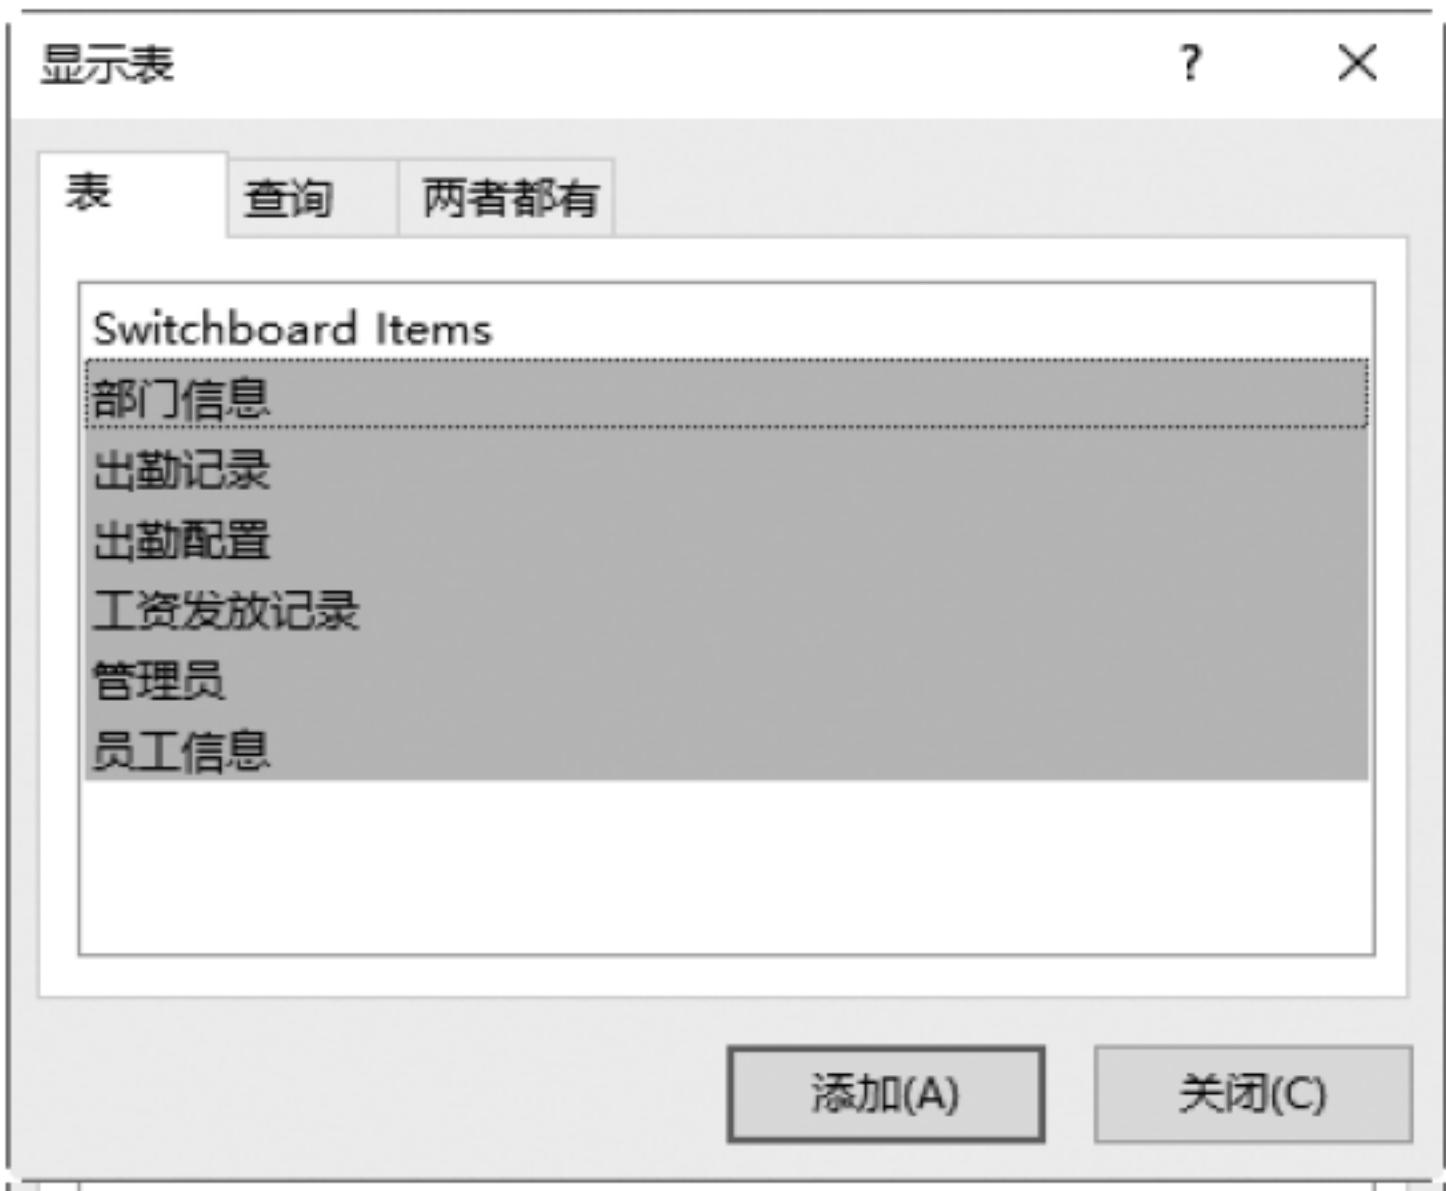 显示表 ? ×
表 查询 两者都有
Switchboard Items
部门信息
出勤记录
出勤配置
工资发放记录
管理员
员工信息
添加(A) 关闭(C)